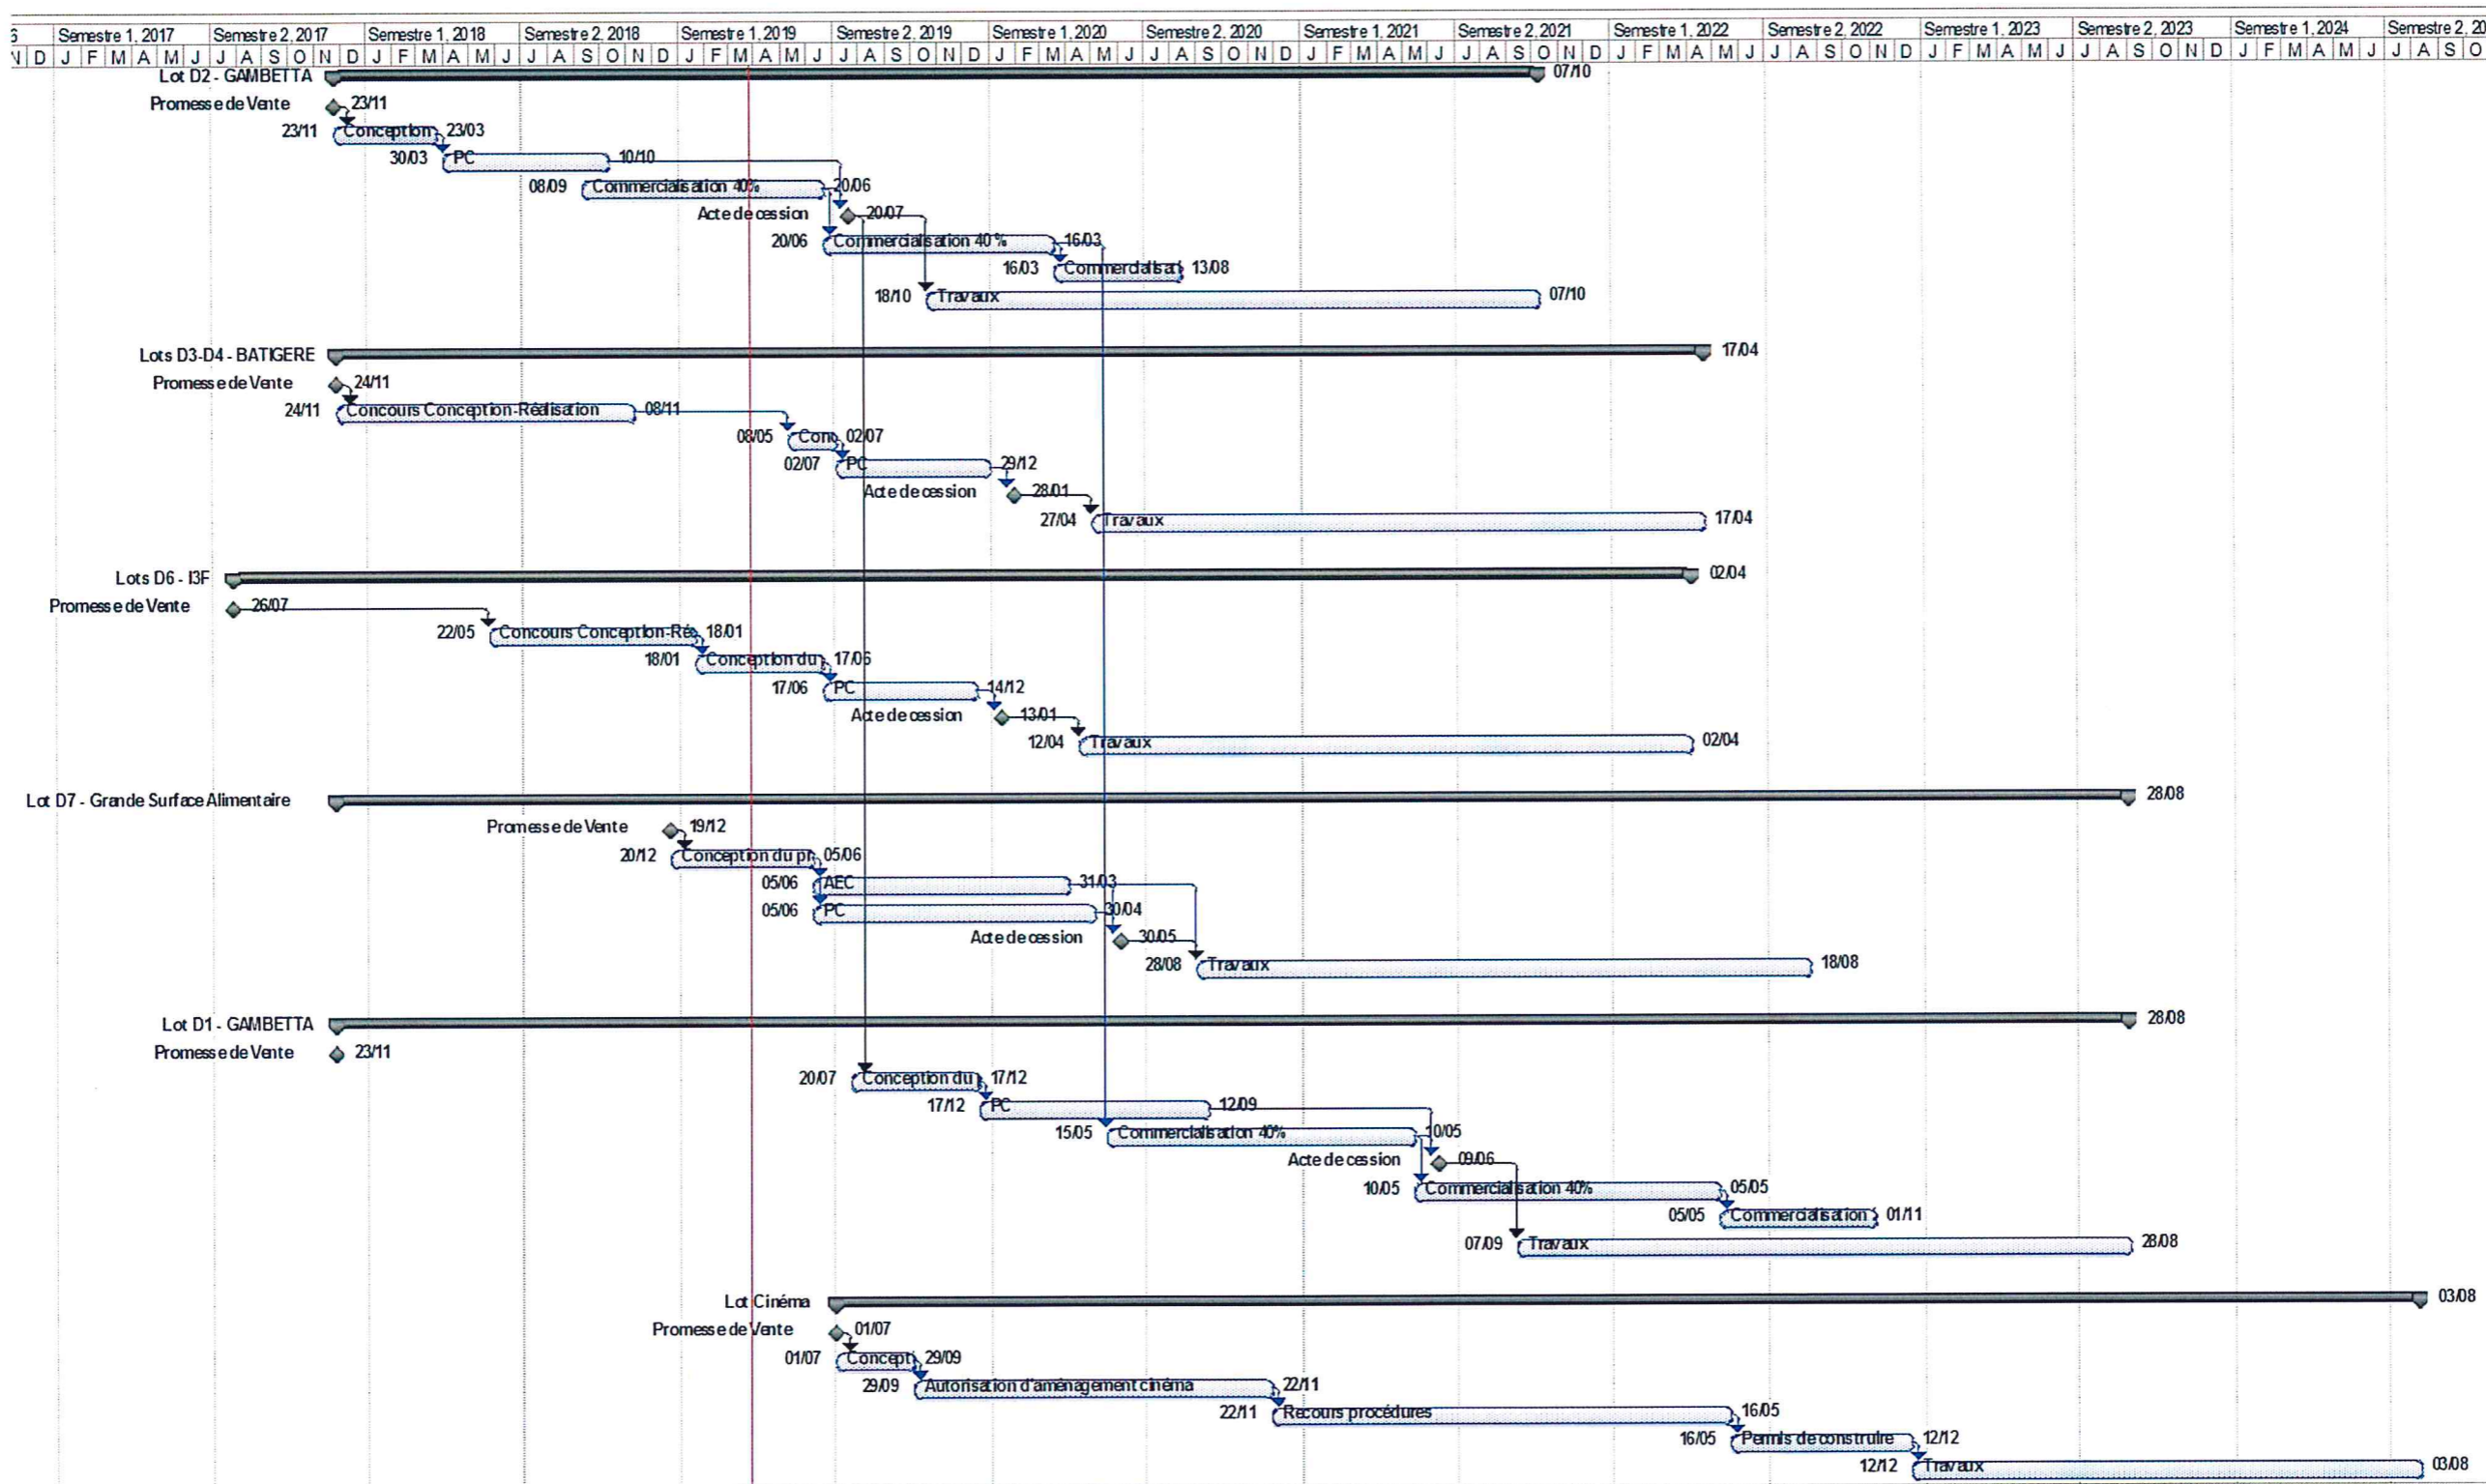 6 Semestre 1, 2017 Semestre 2, 2017 Semestre 1, 2018 Semestre 2, 2018 Semestre 1, 2019 Semestre 2, 2019 Semestre 1, 2020 Semestre 2, 2020 Semestre 1, 2021 Semestre 2, 2021 Semestre 1, 2022 Semestre 2, 2022 Semestre 1, 2023 Semestre 2, 2023 Semestre 1, 2024 Semestre 2, 20
N D J F M A M J J A S O N D J F M A M J J A S O N D J F M A M J J A S O N D J F M A M J J A S O N D J F M A M J J A S O N D J F M A M J J A S O N D J F M A M J J A S O N D J F M A M J J A S O
Lot D2 - GAMBETTA 07/10
Promesse de Vente 23/11
23/11 Conception 23/03
30/03 PC 10/10
08/09 Commercialisation 40% 20/06
Acte de cession 20/07
20/06 Commercialisation 40% 16/03
16/03 Commercialisat 13/08
18/10 Travaux 07/10
Lots D3-D4 - BATIGERE 17/04
Promesse de Vente 24/11
24/11 Concours Conception-Réalisation 08/11
08/05 Conc 02/07
02/07 PC 29/12
Acte de cession 28/01
27/04 Travaux 17/04
Lots D6 - I3F 02/04
Promesse de Vente 26/07
22/05 Concours Conception-Réa 18/01
18/01 Conception du p 17/06
17/06 PC 14/12
Acte de cession 13/01
12/04 Travaux 02/04
Lot D7 - Grande Surface Alimentaire 28/08
Promesse de Vente 19/12
20/12 Conception du pr 05/06
05/06 AEC 31/03
05/06 PC 30/04
Acte de cession 30/05
28/08 Travaux 18/08
Lot D1 - GAMBETTA 28/08
Promesse de Vente 23/11
20/07 Conception du 17/12
17/12 PC 12/09
15/05 Commercialisation 40% 10/05
Acte de cession 09/06
10/05 Commercialisation 40% 05/05
05/05 Commercialisation 01/11
07/09 Travaux 28/08
Lot Cinéma 03/08
Promesse de Vente 01/07
01/07 Concepti 29/09
29/09 Autorisation d'aménagement cinéma 22/11
22/11 Recours procédures 16/05
16/05 Permis de construire 12/12
12/12 Travaux 03/08